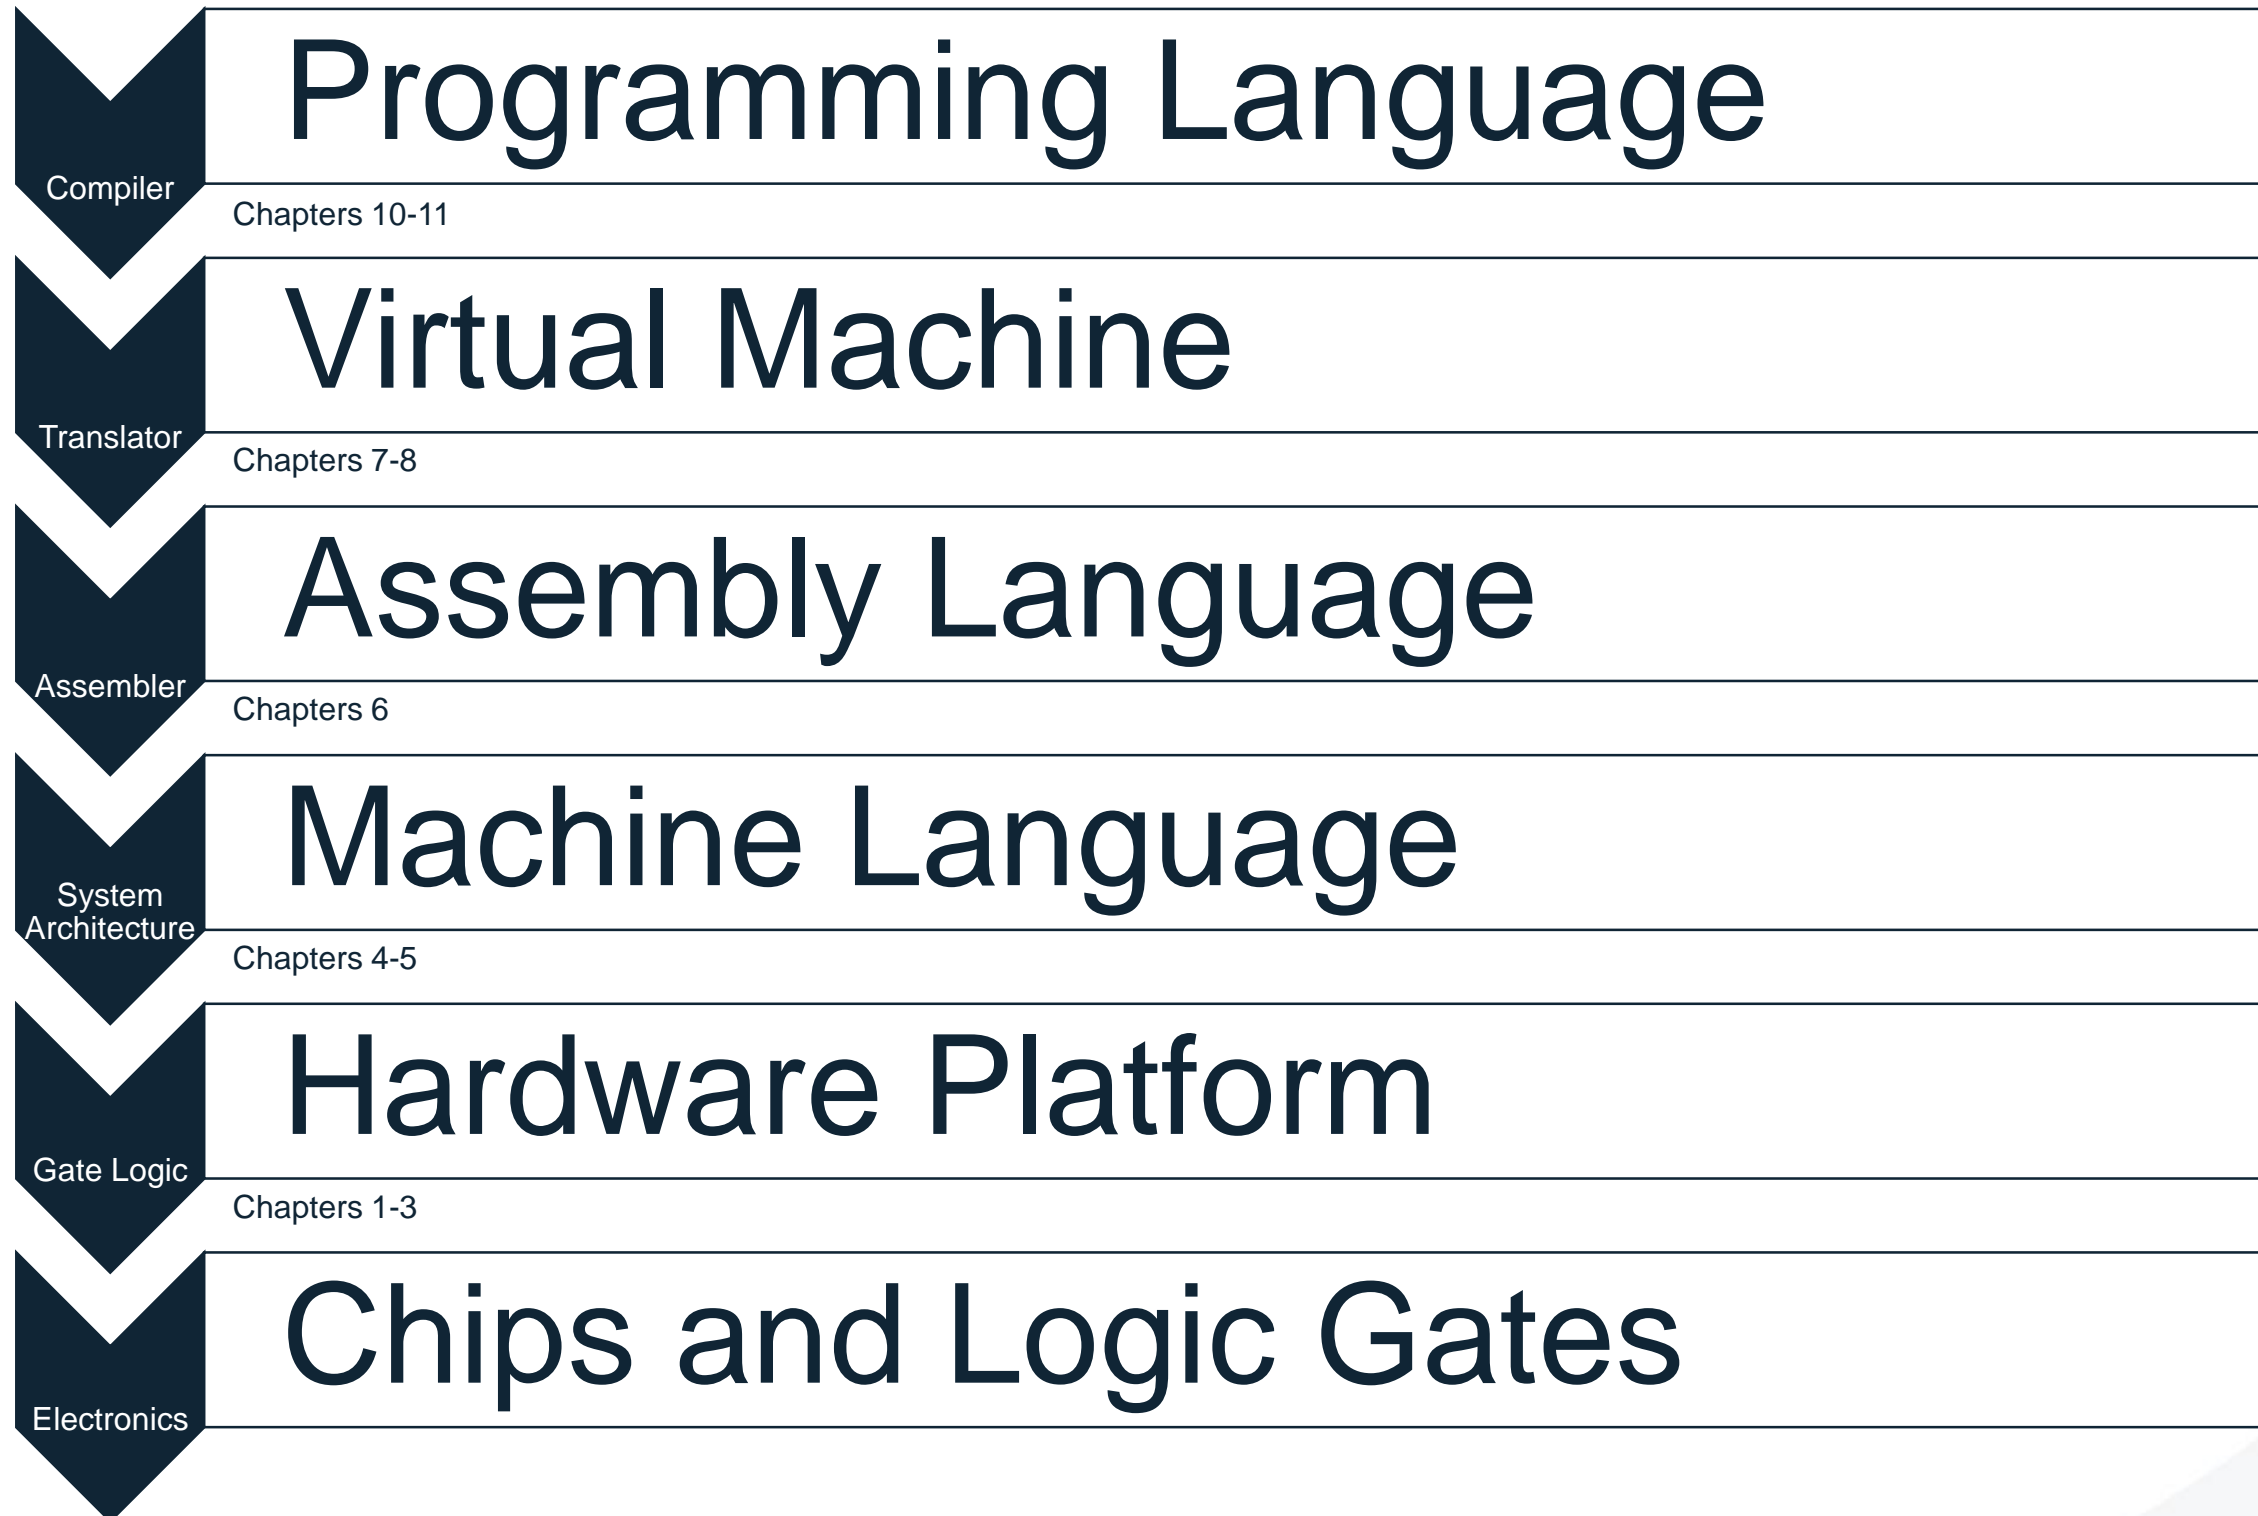 Programming Language
Compiler
Chapters 10-11
Virtual Machine
Translator
Chapters 7-8
Assembly Language
Assembler
Chapters 6
Machine Language
System
Architecture
Chapters 4-5
Hardware Platform
Gate Logic
Chapters 1-3
Chips and Logic Gates
Electronics